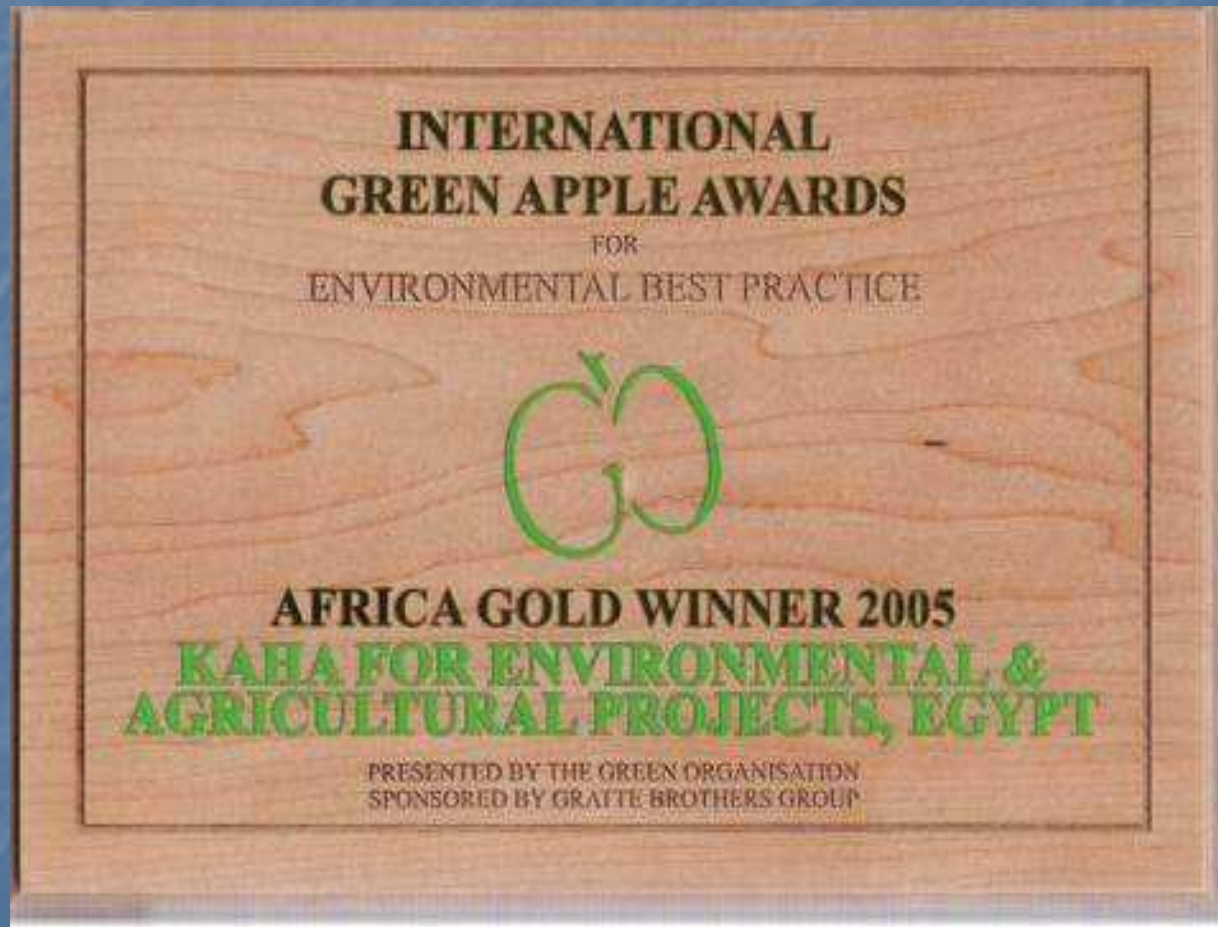 INTERNATIONAL
GREEN APPLE AWARDS
FOR
ENVIRONMENTAL BEST PRACTICE
AFRICA GOLD WINNER 2005
KAHA FOR ENVIRONMENTAL &
AGRICULTURAL PROJECTS, EGYPT
PRESENTED BY THE GREEN ORGANISATION
SPONSORED BY GRATTE BROTHERS GROUP